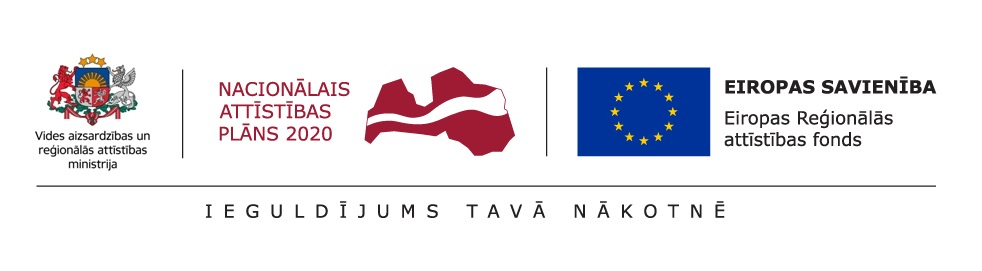 Vides aizsardzības un
reģionālās attīstības
ministrija
NACIONĀLAIS
ATTĪSTĪBAS
PLĀNS 2020
EIROPAS SAVIENĪBA
Eiropas Reģionālās
attīstības fonds
IEGULDĪJUMS TAVĀ NĀKOTNĒ